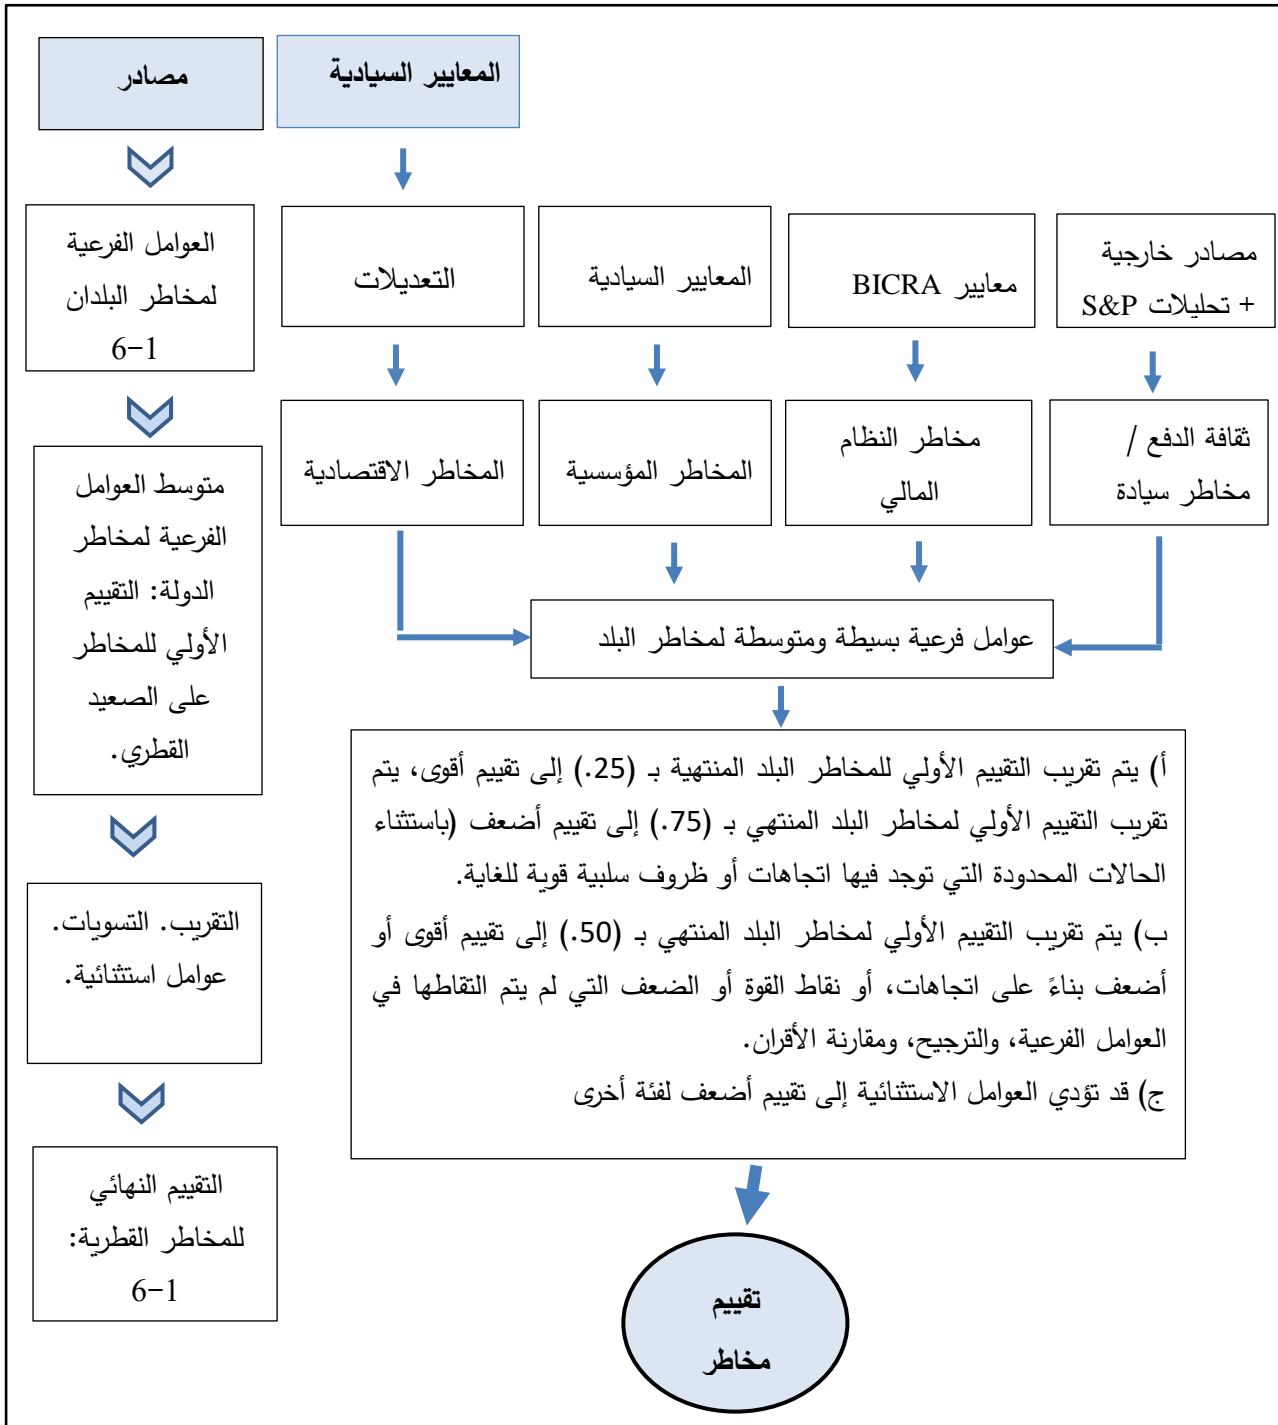 المعايير السيادية
مصادر
مصادر خارجية
+ تحليلات S&P
معايير BICRA
المعايير السيادية
التعديلات
العوامل الفرعية
لمخاطر البلدان
6-1
ثقافة الدفع /
مخاطر سيادة
مخاطر النظام
المالي
المخاطر المؤسسية
المخاطر الاقتصادية
متوسط العوامل
الفرعية لمخاطر
الدولة: التقييم
الأولي للمخاطر
على الصعيد
القطري.
عوامل فرعية بسيطة ومتوسطة لمخاطر البلد
أ) يتم تقريب التقييم الأولي للمخاطر البلد المنتهية بـ (25.) إلى تقييم أقوى، يتم
تقريب التقييم الأولي لمخاطر البلد المنتهي بـ (75.) إلى تقييم أضعف (باستثناء
الحالات المحدودة التي توجد فيها اتجاهات أو ظروف سلبية قوية للغاية.
ب) يتم تقريب التقييم الأولي لمخاطر البلد المنتهي بـ (50.) إلى تقييم أقوى أو
أضعف بناءً على اتجاهات، أو نقاط القوة أو الضعف التي لم يتم التقاطها في
العوامل الفرعية، والترجيح، ومقارنة الأقران.
ج) قد تؤدي العوامل الاستثنائية إلى تقييم أضعف لفئة أخرى
التقريب. التسويات.
عوامل استثنائية.
التقييم النهائي
للمخاطر القطرية:
6-1
تقييم
مخاطر